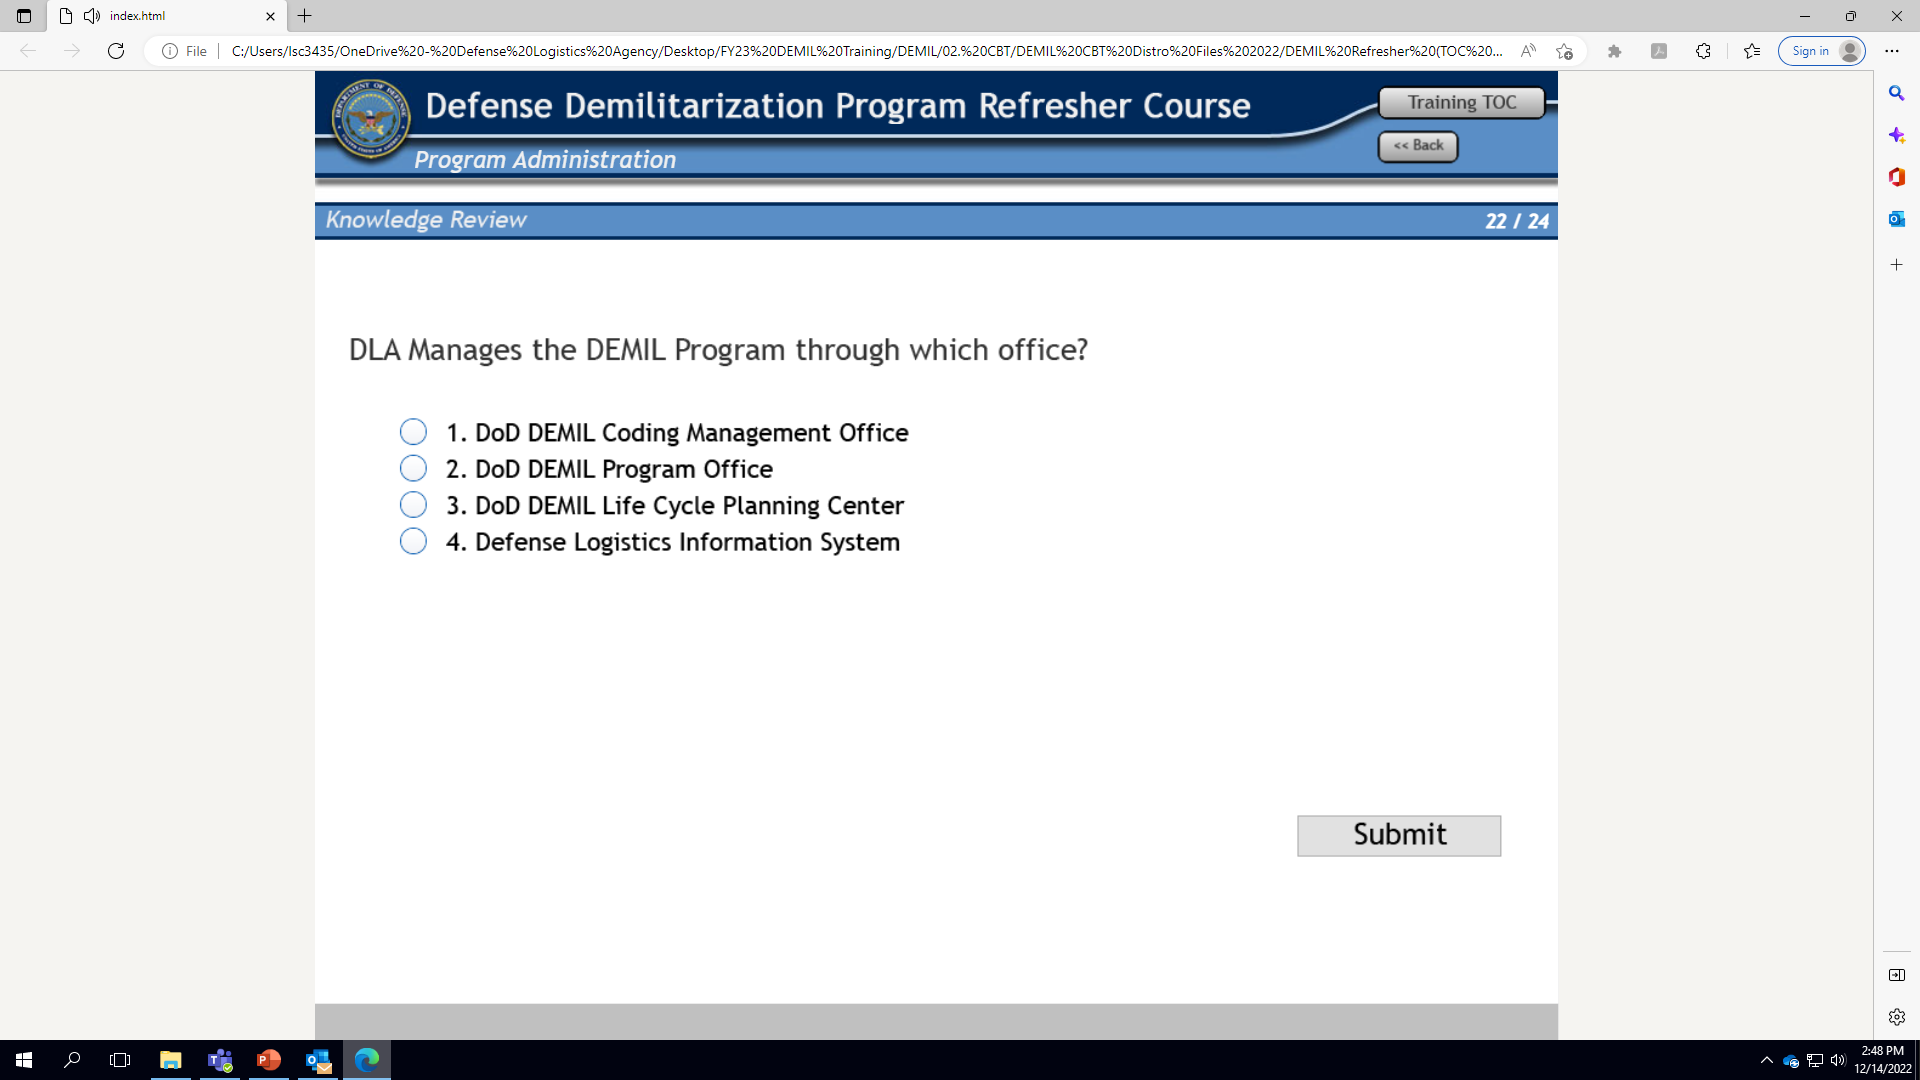 index.html
File
C:/Users/lsc3435/OneDrive%20-%20Defense%20Logistics%20Agency/Desktop/FY23%20DEMIL%20Training/DEMIL/02.%20CBT/DEMIL%20CBT%20Distro%20Files%202022/DEMIL%20Refresher%20(TOC%20...
Sign in
Defense Demilitarization Program Refresher Course
Training TOC
<< Back
Program Administration
Knowledge Review
22 / 24
DLA Manages the DEMIL Program through which office?
1. DoD DEMIL Coding Management Office
2. DoD DEMIL Program Office
3. DoD DEMIL Life Cycle Planning Center
4. Defense Logistics Information System
Submit
2:48 PM
12/14/2022